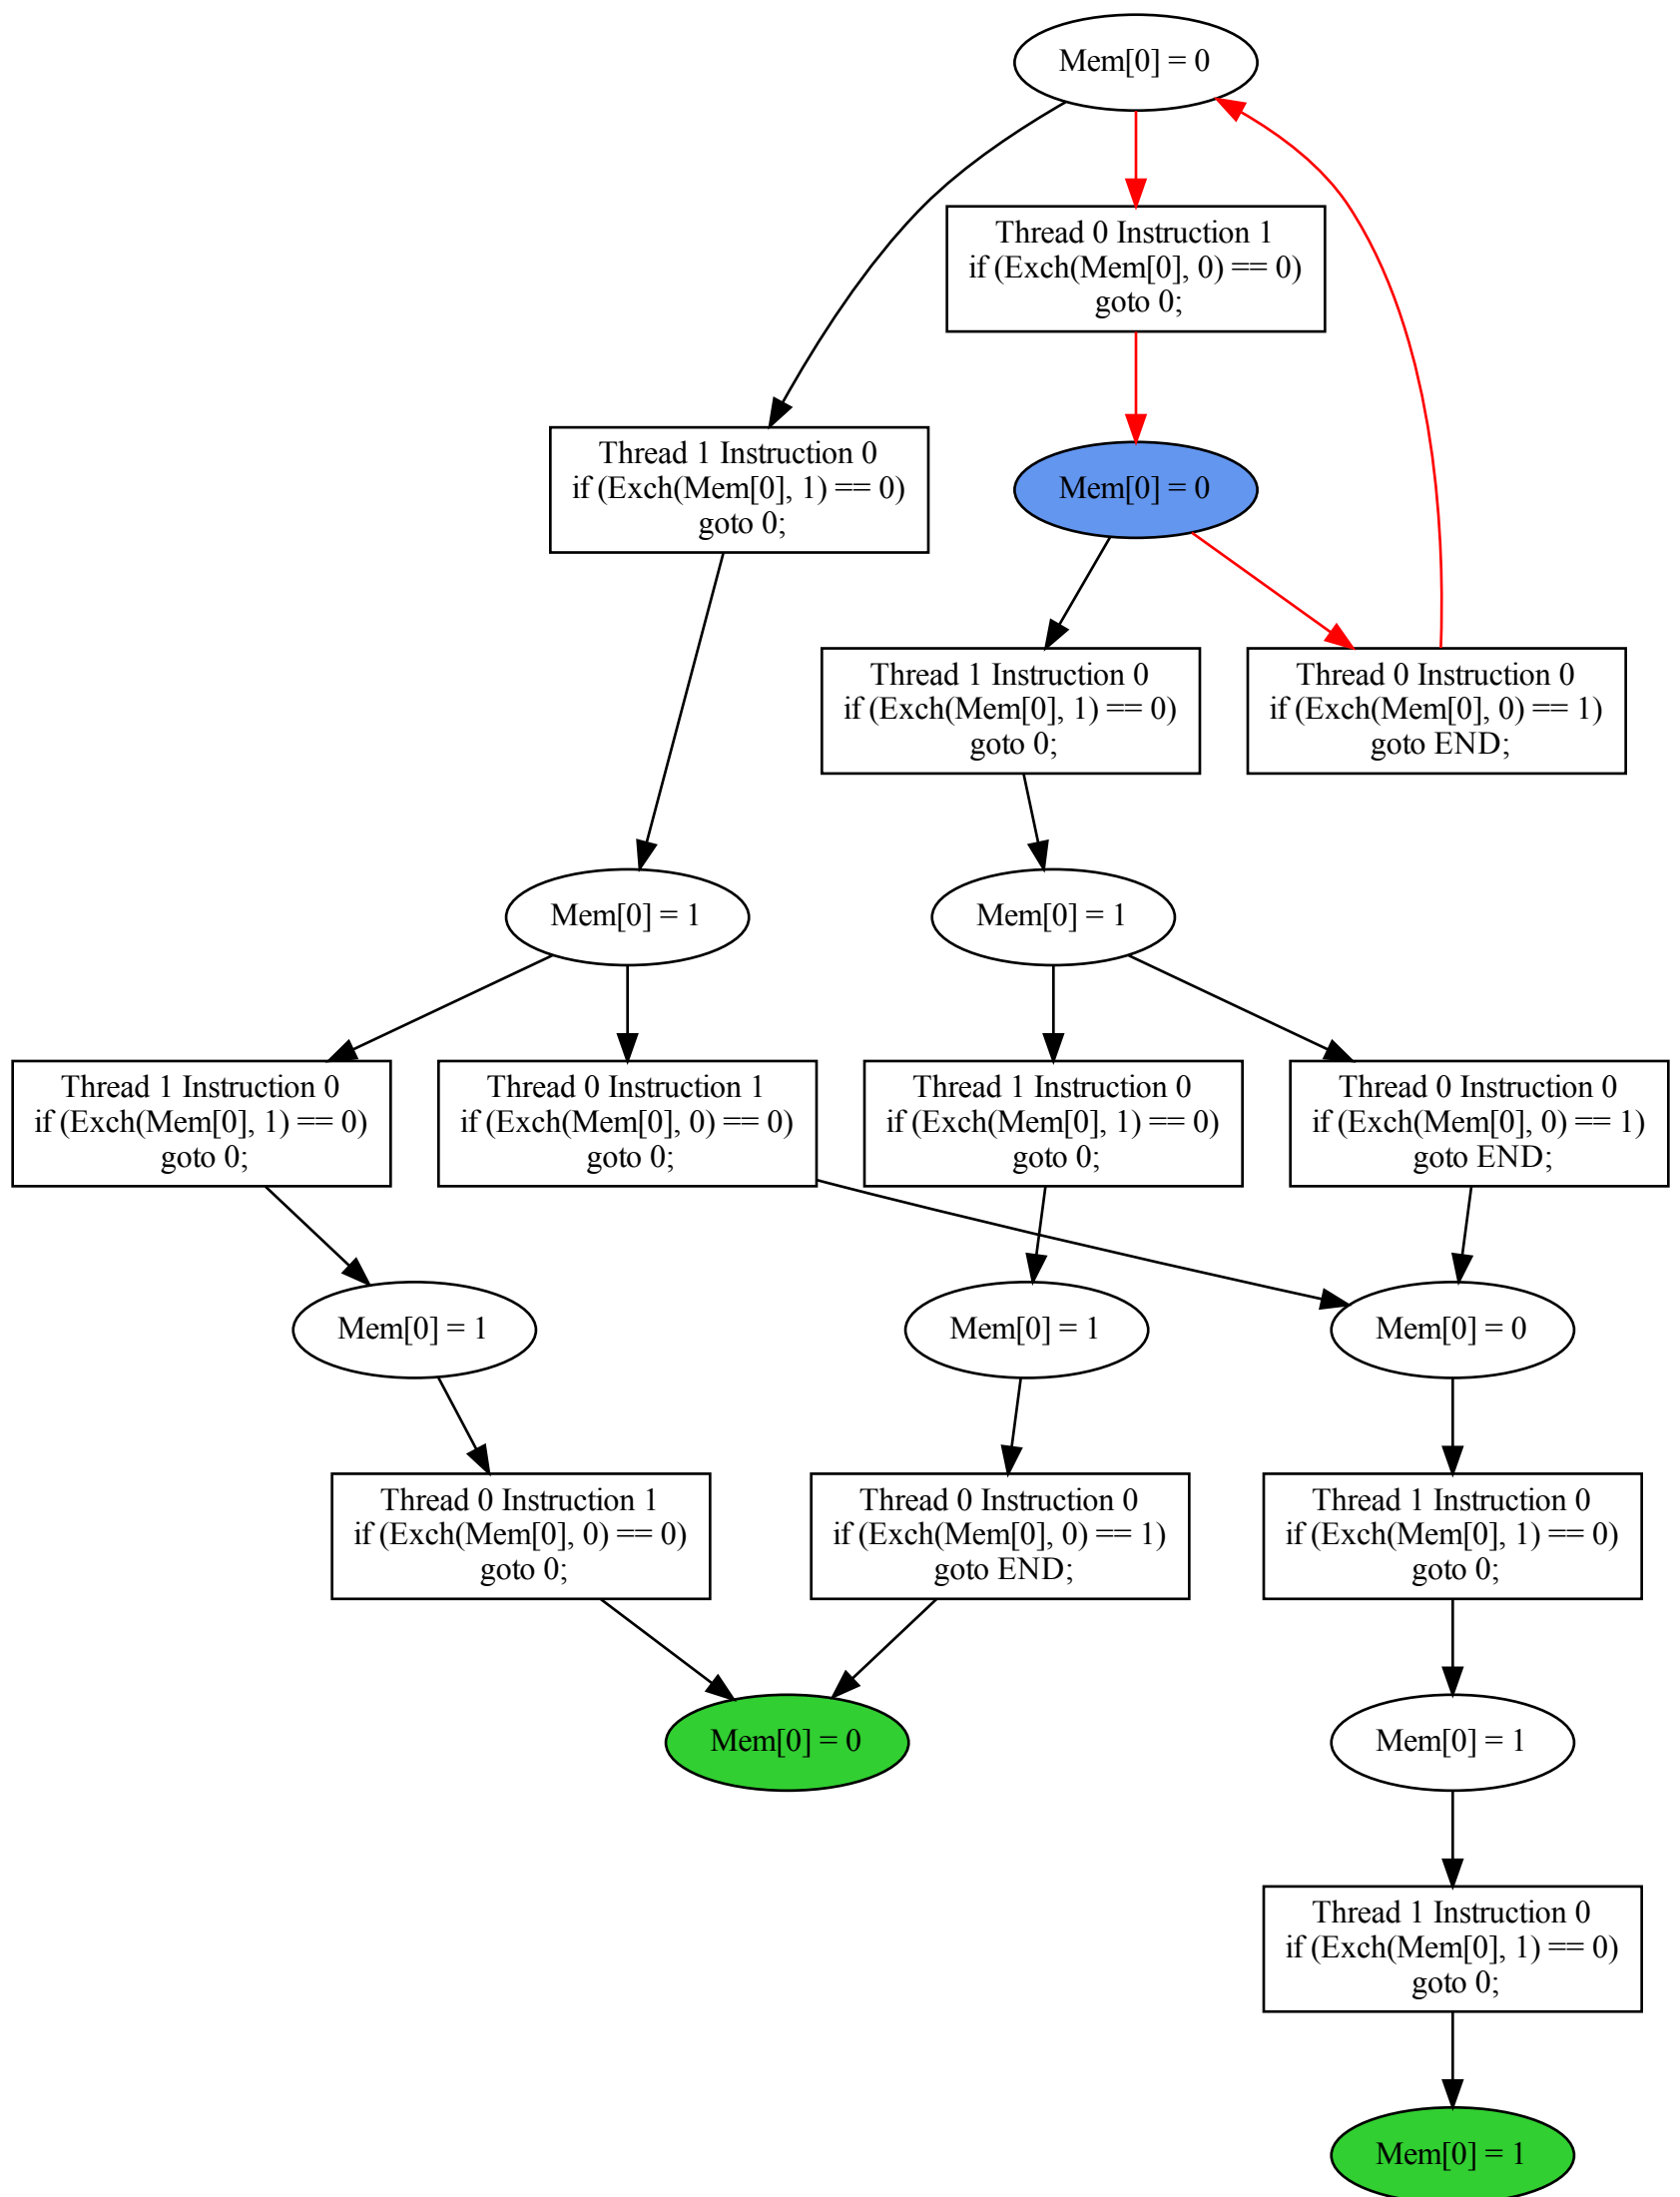 Mem[0] = 0
Thread 0 Instruction 1
if (Exch(Mem[0], 0) == 0)
goto 0;
Thread 1 Instruction 0
if (Exch(Mem[0], 1) == 0)
goto 0;
Mem[0] = 0
Thread 1 Instruction 0
if (Exch(Mem[0], 1) == 0)
goto 0;
Thread 0 Instruction 0
if (Exch(Mem[0], 0) == 1)
goto END;
Mem[0] = 1
Mem[0] = 1
Thread 1 Instruction 0
if (Exch(Mem[0], 1) == 0)
goto 0;
Thread 0 Instruction 1
if (Exch(Mem[0], 0) == 0)
goto 0;
Thread 1 Instruction 0
if (Exch(Mem[0], 1) == 0)
goto 0;
Thread 0 Instruction 0
if (Exch(Mem[0], 0) == 1)
goto END;
Mem[0] = 1
Mem[0] = 1
Mem[0] = 0
Thread 0 Instruction 1
if (Exch(Mem[0], 0) == 0)
goto 0;
Thread 0 Instruction 0
if (Exch(Mem[0], 0) == 1)
goto END;
Thread 1 Instruction 0
if (Exch(Mem[0], 1) == 0)
goto 0;
Mem[0] = 0
Mem[0] = 1
Thread 1 Instruction 0
if (Exch(Mem[0], 1) == 0)
goto 0;
Mem[0] = 1